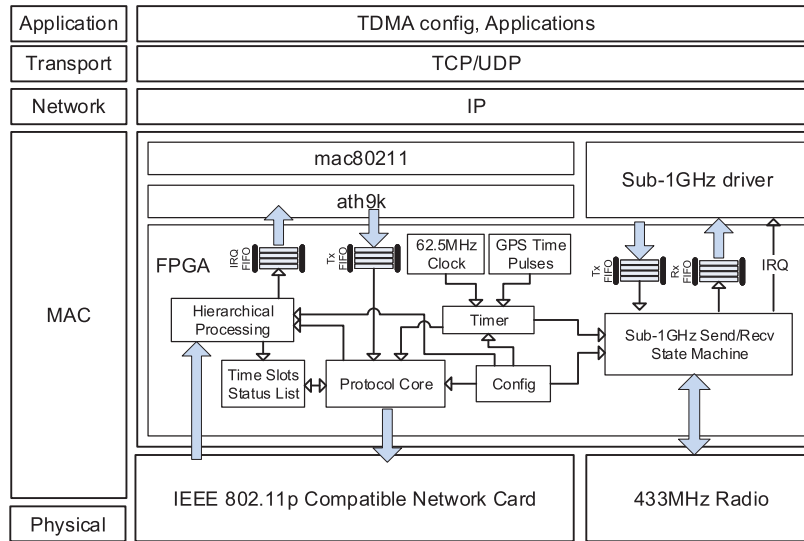 Application
TDMA config, Applications
Transport
TCP/UDP
Network
IP
MAC
mac80211
ath9k
Sub-1GHz driver
FPGA
IRQ
FIFO
Tx
FIFO
62.5MHz
Clock
GPS Time
Pulses
Tx
FIFO
Rx
FIFO
IRQ
Hierarchical
Processing
Timer
Sub-1GHz Send/Recv
State Machine
Time Slots
Status List
Protocol Core
Config
IEEE 802.11p Compatible Network Card
433MHz Radio
Physical